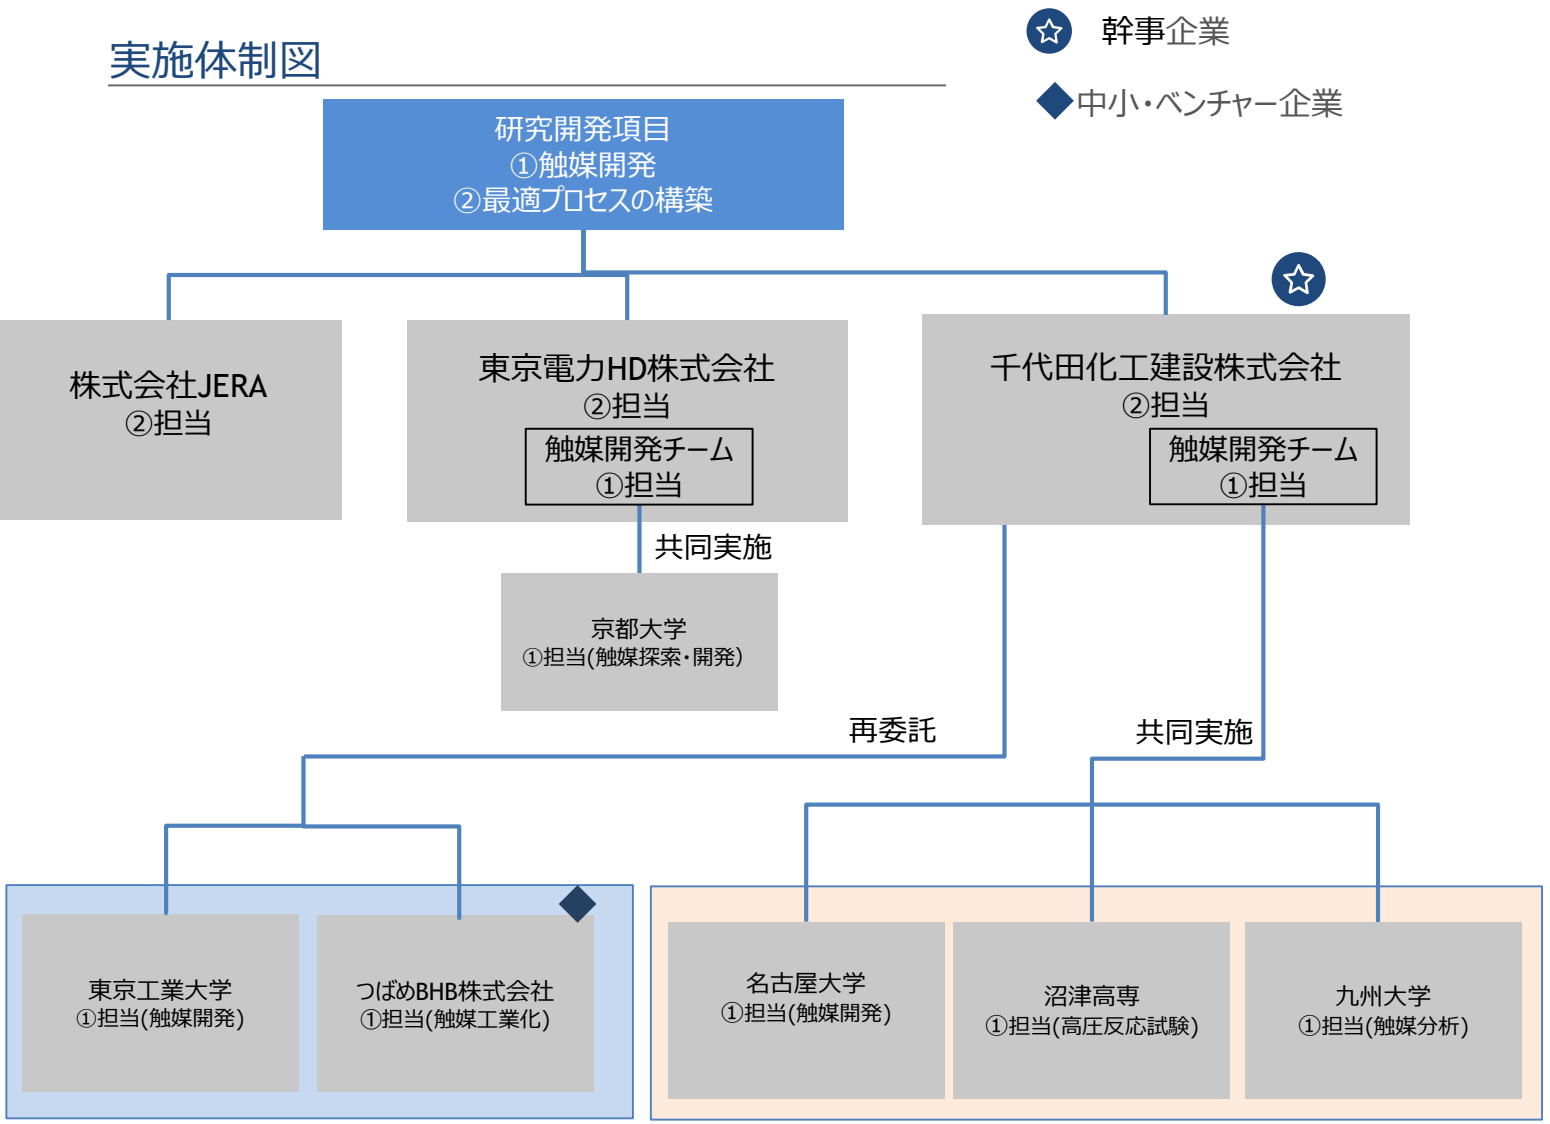 実施体制図
幹事企業
中小・ベンチャー企業
研究開発項目
①触媒開発
②最適プロセスの構築
株式会社JERA
②担当
東京電力HD株式会社
②担当
触媒開発チーム
①担当
千代田化工建設株式会社
②担当
触媒開発チーム
①担当
共同実施
京都大学
①担当(触媒探索・開発）
再委託
共同実施
東京工業大学
①担当(触媒開発)
つばめBHB株式会社
①担当(触媒工業化)
名古屋大学
①担当(触媒開発)
沼津高専
①担当(高圧反応試験)
九州大学
①担当(触媒分析)